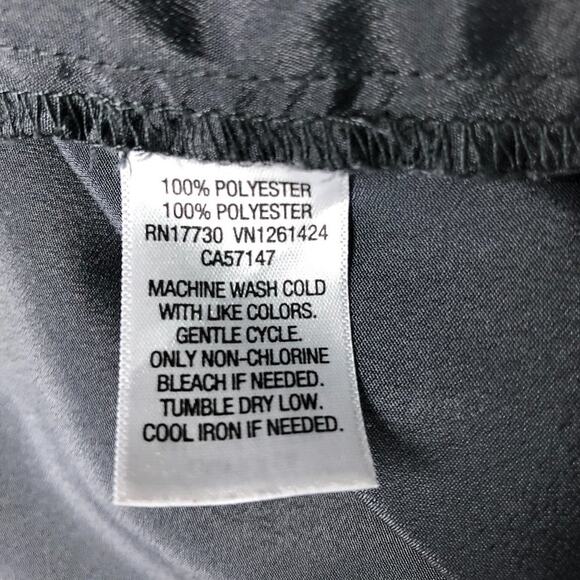 100% POLYESTER
100% POLYESTER
RN17730 VN1261424
CA57147
MACHINE WASH COLD
WITH LIKE COLORS.
GENTLE CYCLE.
ONLY NON-CHLORINE
BLEACH IF NEEDED.
TUMBLE DRY LOW.
COOL IRON IF NEEDED.